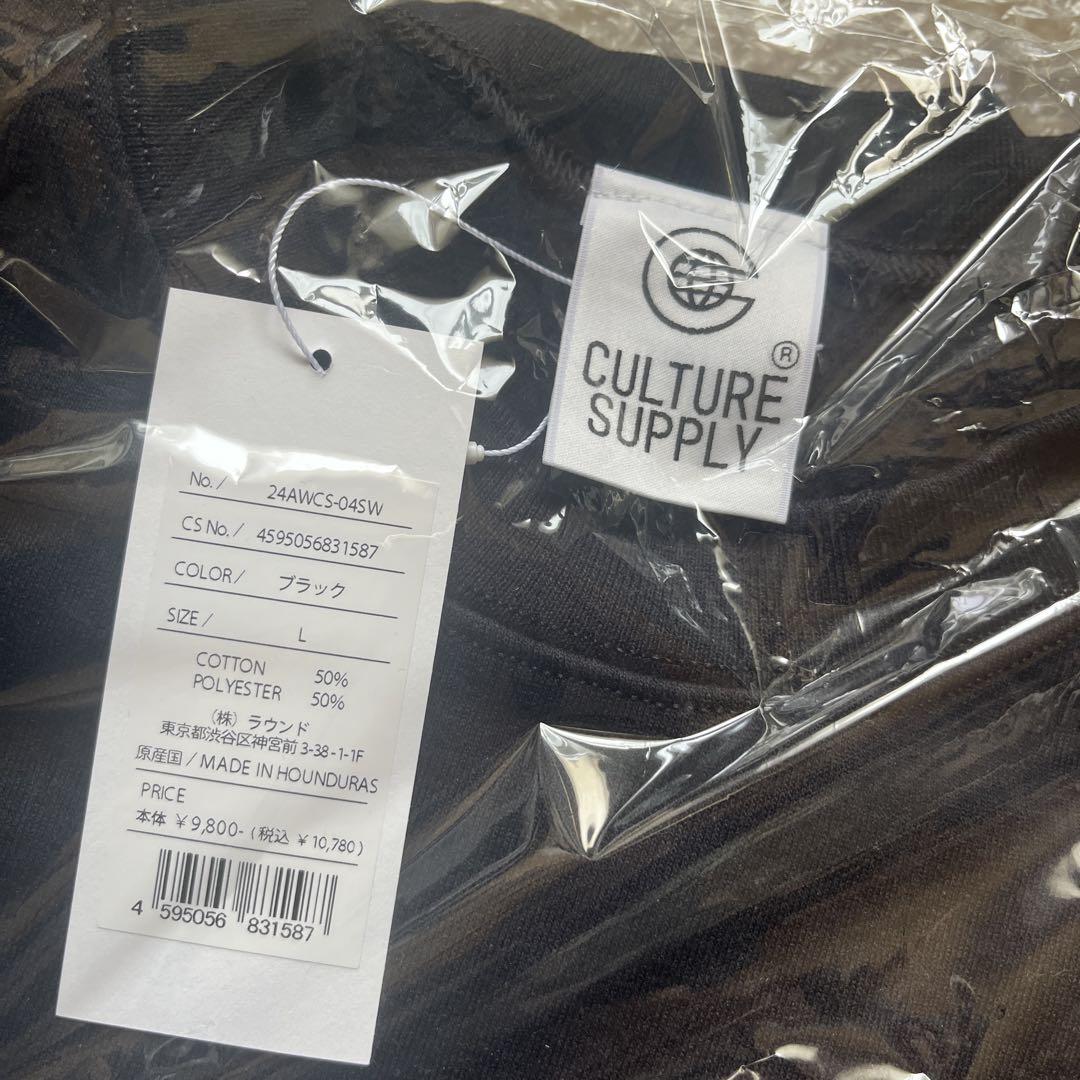 CULTURE®
SUPPLY
No./ 24AWCS-04SW
CS No./ 4595056831587
COLOR/ ブラック
SIZE/ L
COTTON 50%
POLYESTER 50%
(株) ラウンド
東京都渋谷区神宮前 3-38-1-1F
原産国/MADE IN HOUNDURAS
PRICE
本体 ¥9,800- (税込 ¥10,780)
4 595056 831587